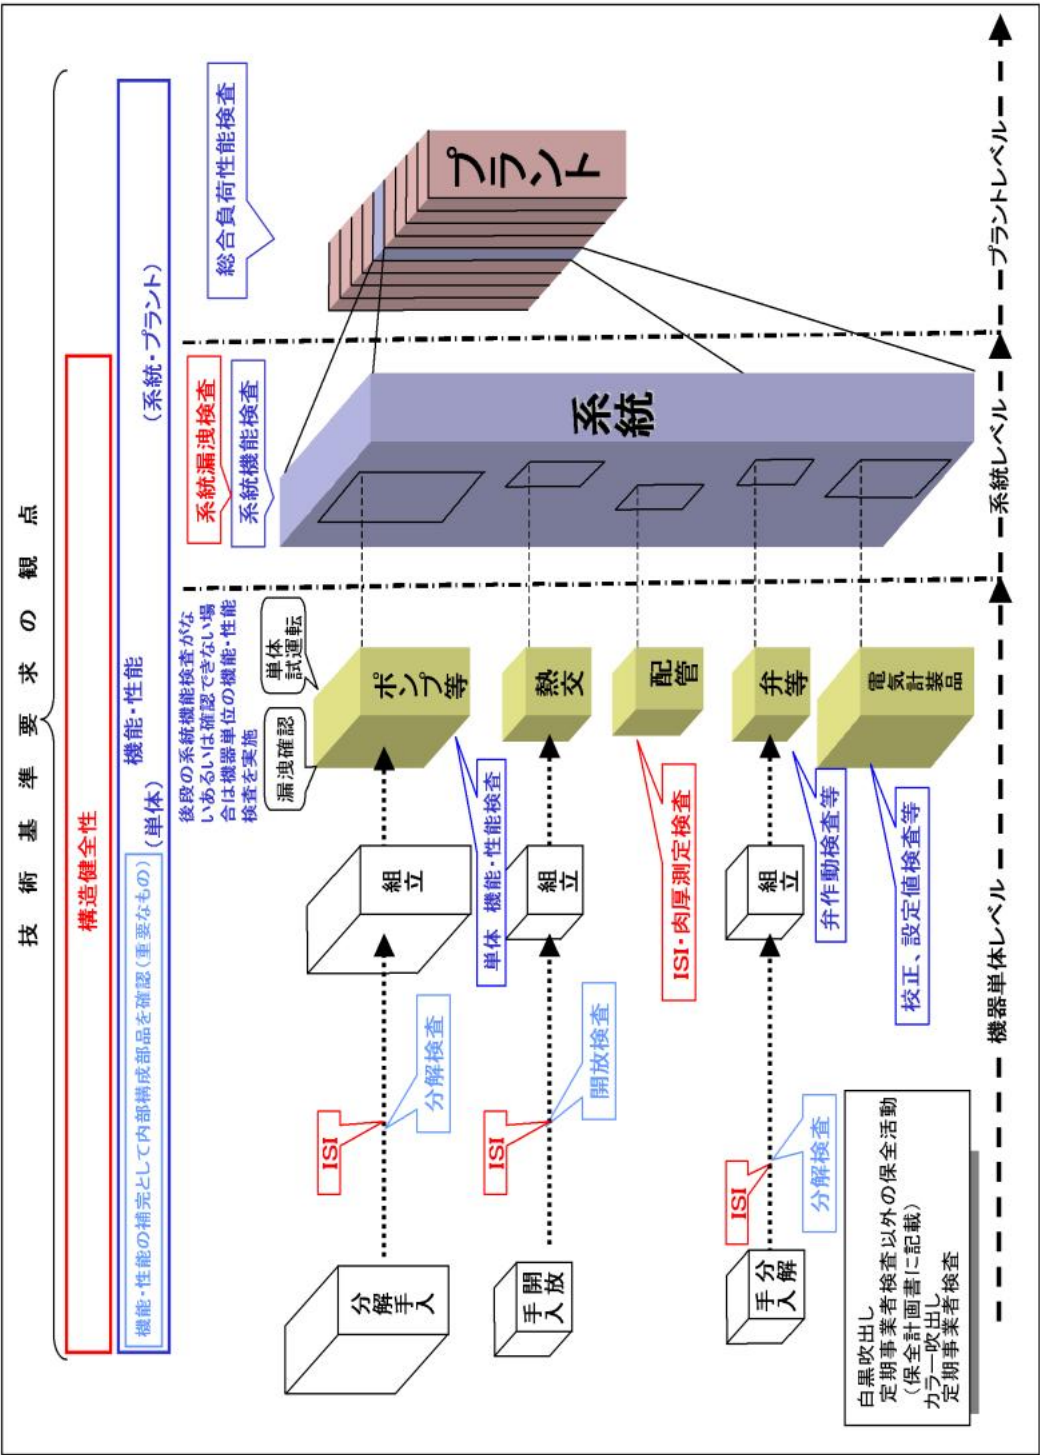 技術基準要求の観点
構造健全性
機能・性能
機能・性能の補完として内部構成部品を確認(重要なもの)
(単体)
(系統・プラント)
後段の系統機能検査がな
いあるいは確認できない場
合は機器単位の機能・性能
検査を実施
系統漏洩検査
系統機能検査
総合負荷性能検査
漏洩確認
単体
試運転
分解
手入
ISI
分解検査
組立
ポンプ等
単体 機能・性能検査
開放
手入
ISI
開放検査
組立
熱交
配管
ISI・肉厚測定検査
分解
手入
ISI
分解検査
組立
弁等
弁作動検査等
電気
計装
品
校正、設定値検査等
系統
プラント
白黒吹出し
定期事業者検査以外の保全活動
(保全計画書に記載)
カラー吹出し
定期事業者検査
機器単体レベル
系統レベル
プラントレベル